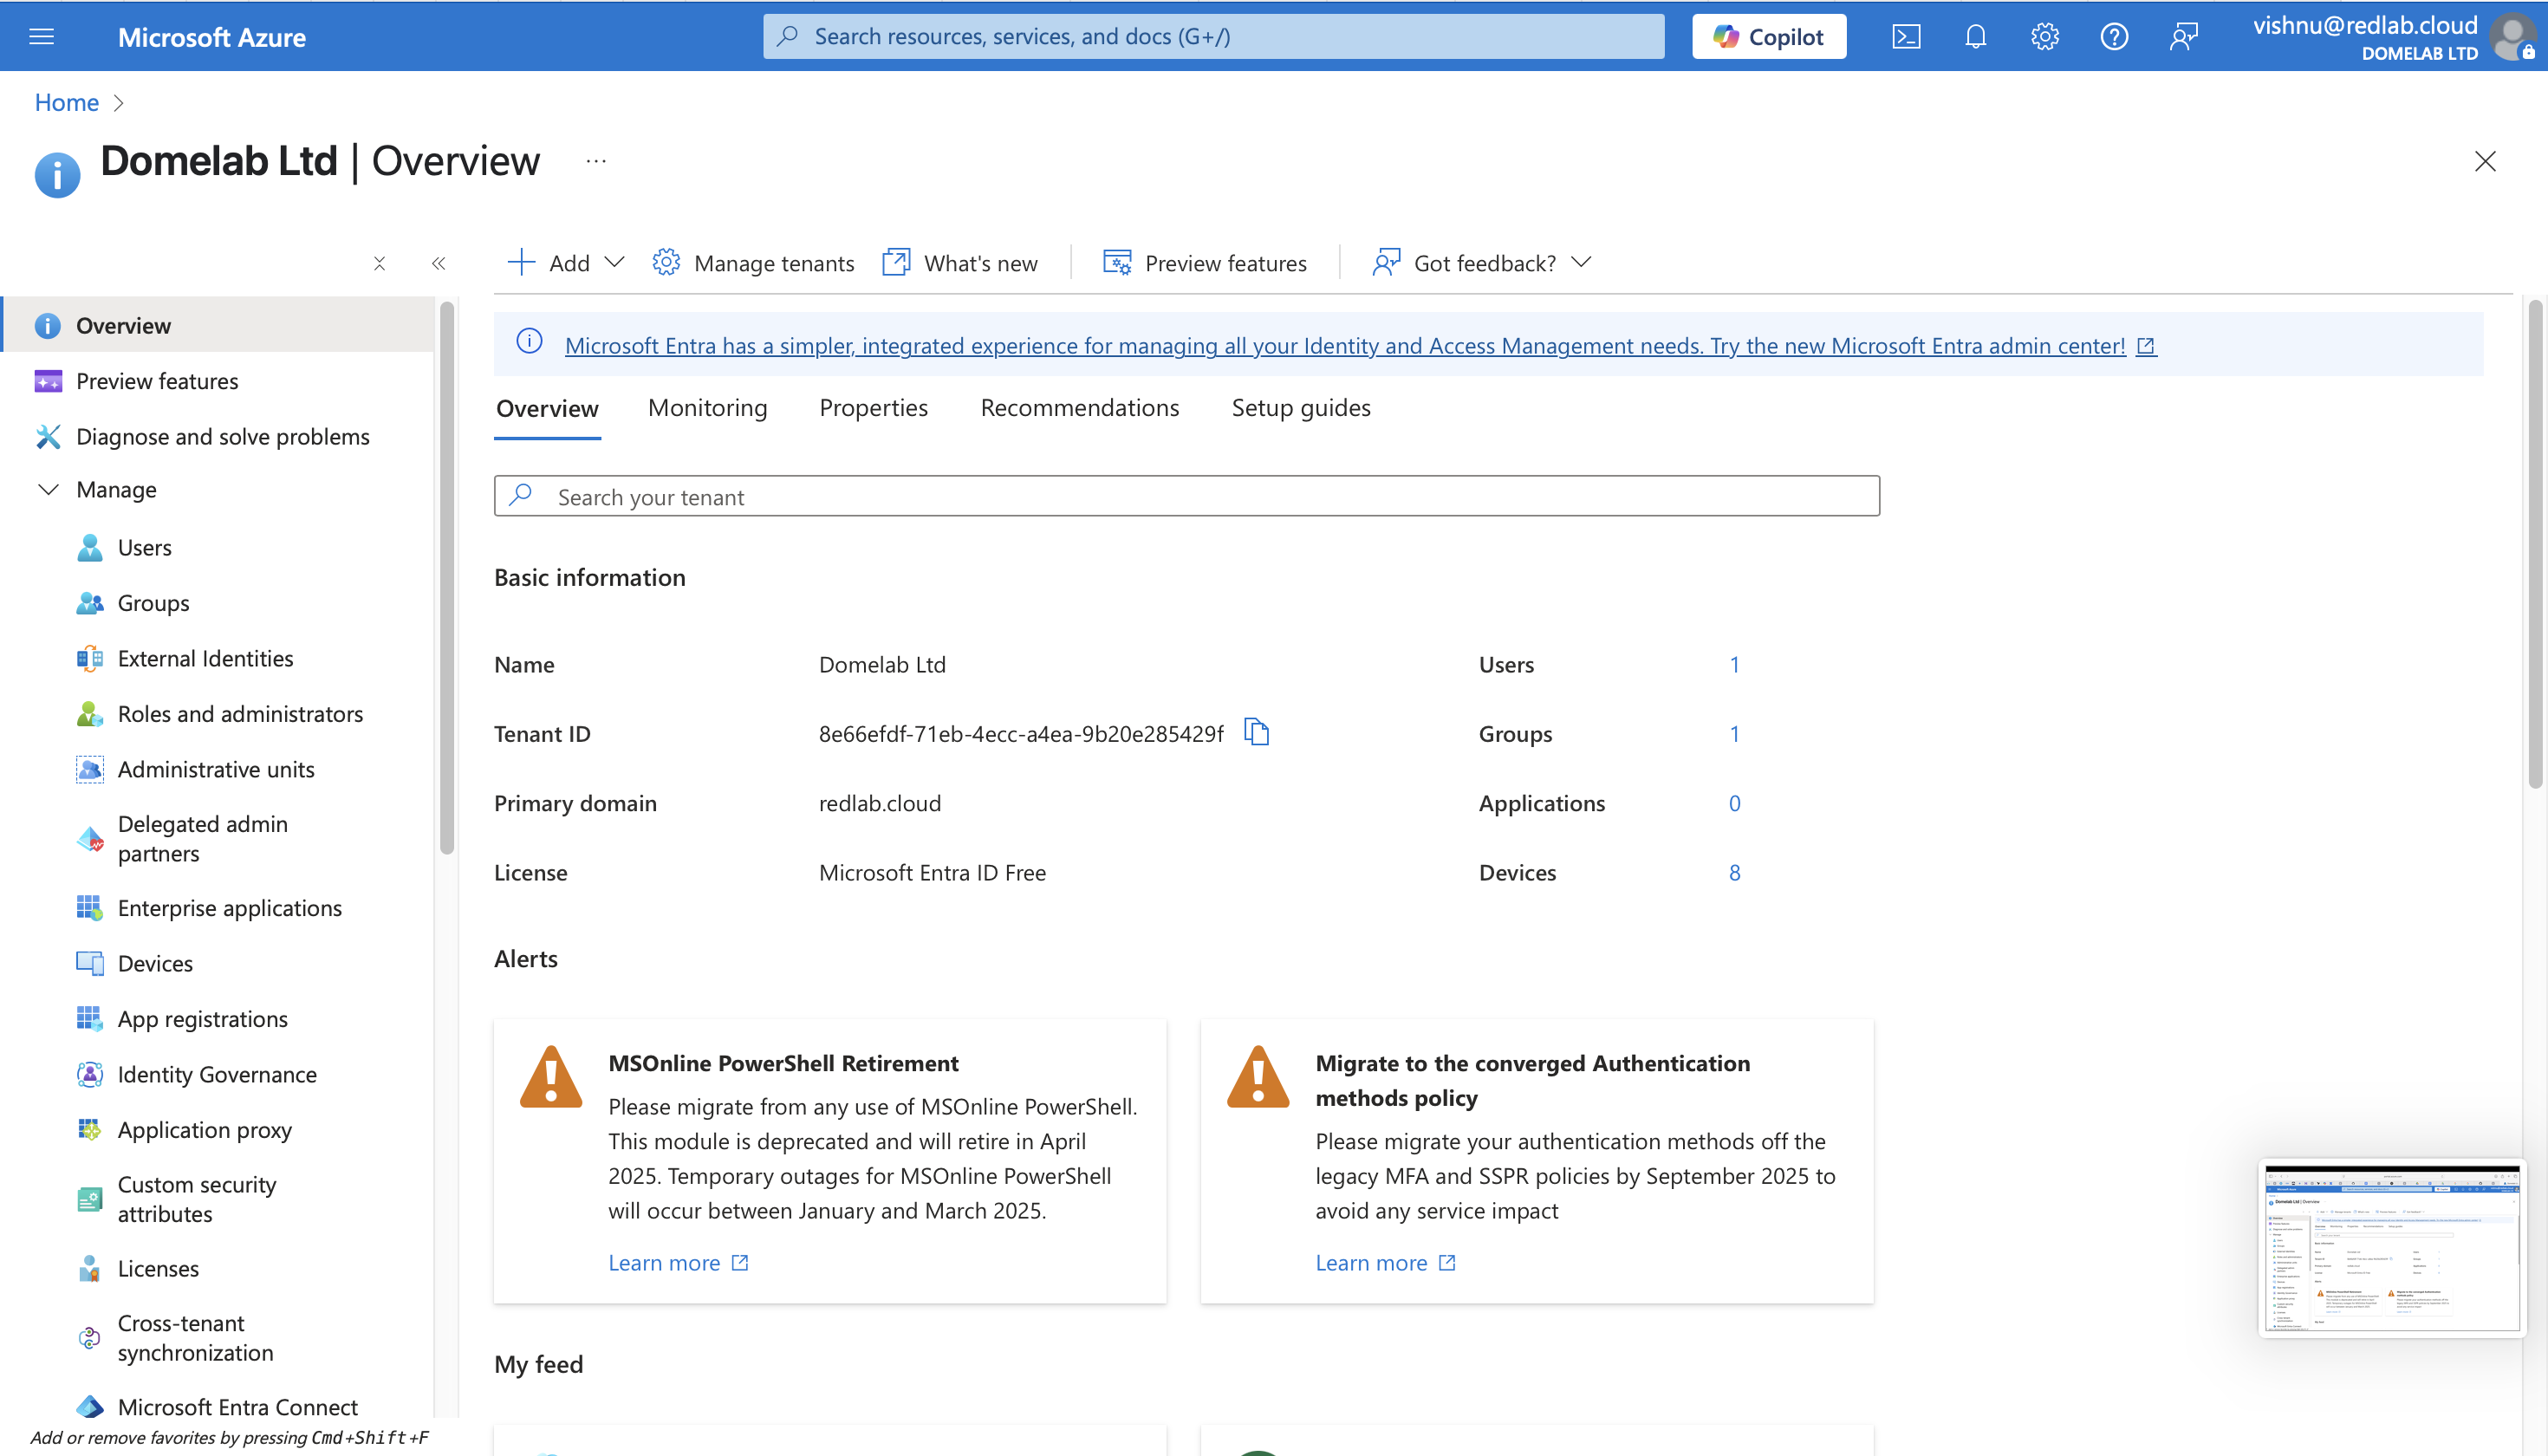 Microsoft Azure
Search resources, services, and docs (G+/)
Copilot
vishnu@redlab.cloud
DOMELAB LTD
Home
Domelab Ltd | Overview
Add
Manage tenants
What's new
Preview features
Got feedback?
Overview
Preview features
Diagnose and solve problems
Manage
Users
Groups
External Identities
Roles and administrators
Administrative units
Delegated admin
partners
Enterprise applications
Devices
App registrations
Identity Governance
Application proxy
Custom security
attributes
Licenses
Cross-tenant
synchronization
Microsoft Entra Connect
Add or remove favorites by pressing Cmd+Shift+F
Microsoft Entra has a simpler, integrated experience for managing all your Identity and Access Management needs. Try the new Microsoft Entra admin center!
Overview
Monitoring
Properties
Recommendations
Setup guides
Search your tenant
Basic information
Name Domelab Ltd Users 1
Tenant ID 8e66efdf-71eb-4ecc-a4ea-9b20e285429f Groups 1
Primary domain redlab.cloud Applications 0
License Microsoft Entra ID Free Devices 8
Alerts
MSOnline PowerShell Retirement
Please migrate from any use of MSOnline PowerShell.
This module is deprecated and will retire in April
2025. Temporary outages for MSOnline PowerShell
will occur between January and March 2025.
Learn more
Migrate to the converged Authentication
methods policy
Please migrate your authentication methods off the
legacy MFA and SSPR policies by September 2025 to
avoid any service impact
Learn more
My feed
Domelab Ltd | Overview